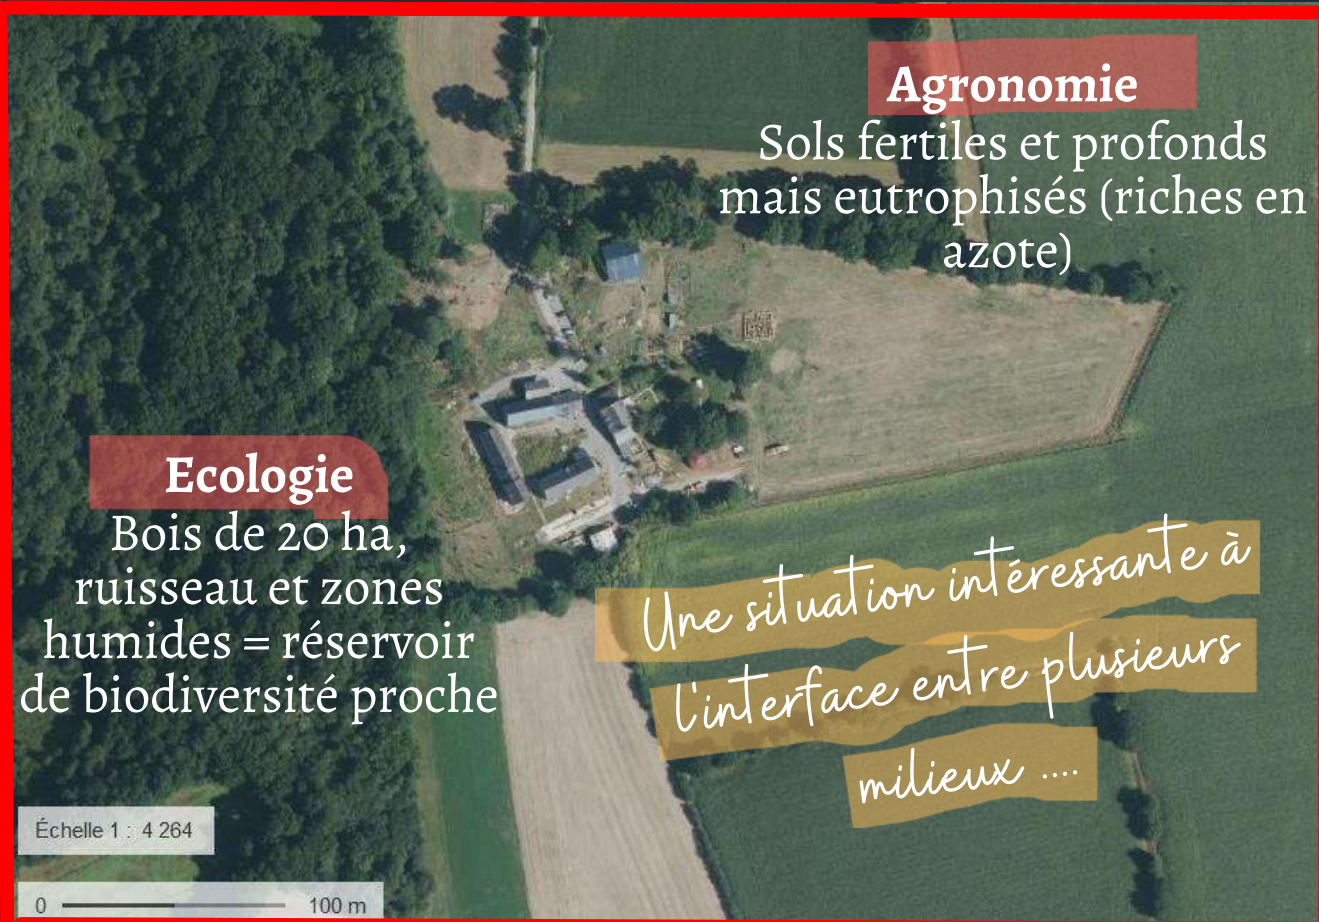 Agronomie
Sols fertiles et profonds
mais eutrophisés (riches en
azote)
Ecologie
Bois de 20 ha,
ruisseau et zones
humides = réservoir
de biodiversité proche
Une situation intéressante à
l'interface entre plusieurs
milieux ....
Échelle 1 : 4 264
0 100 m